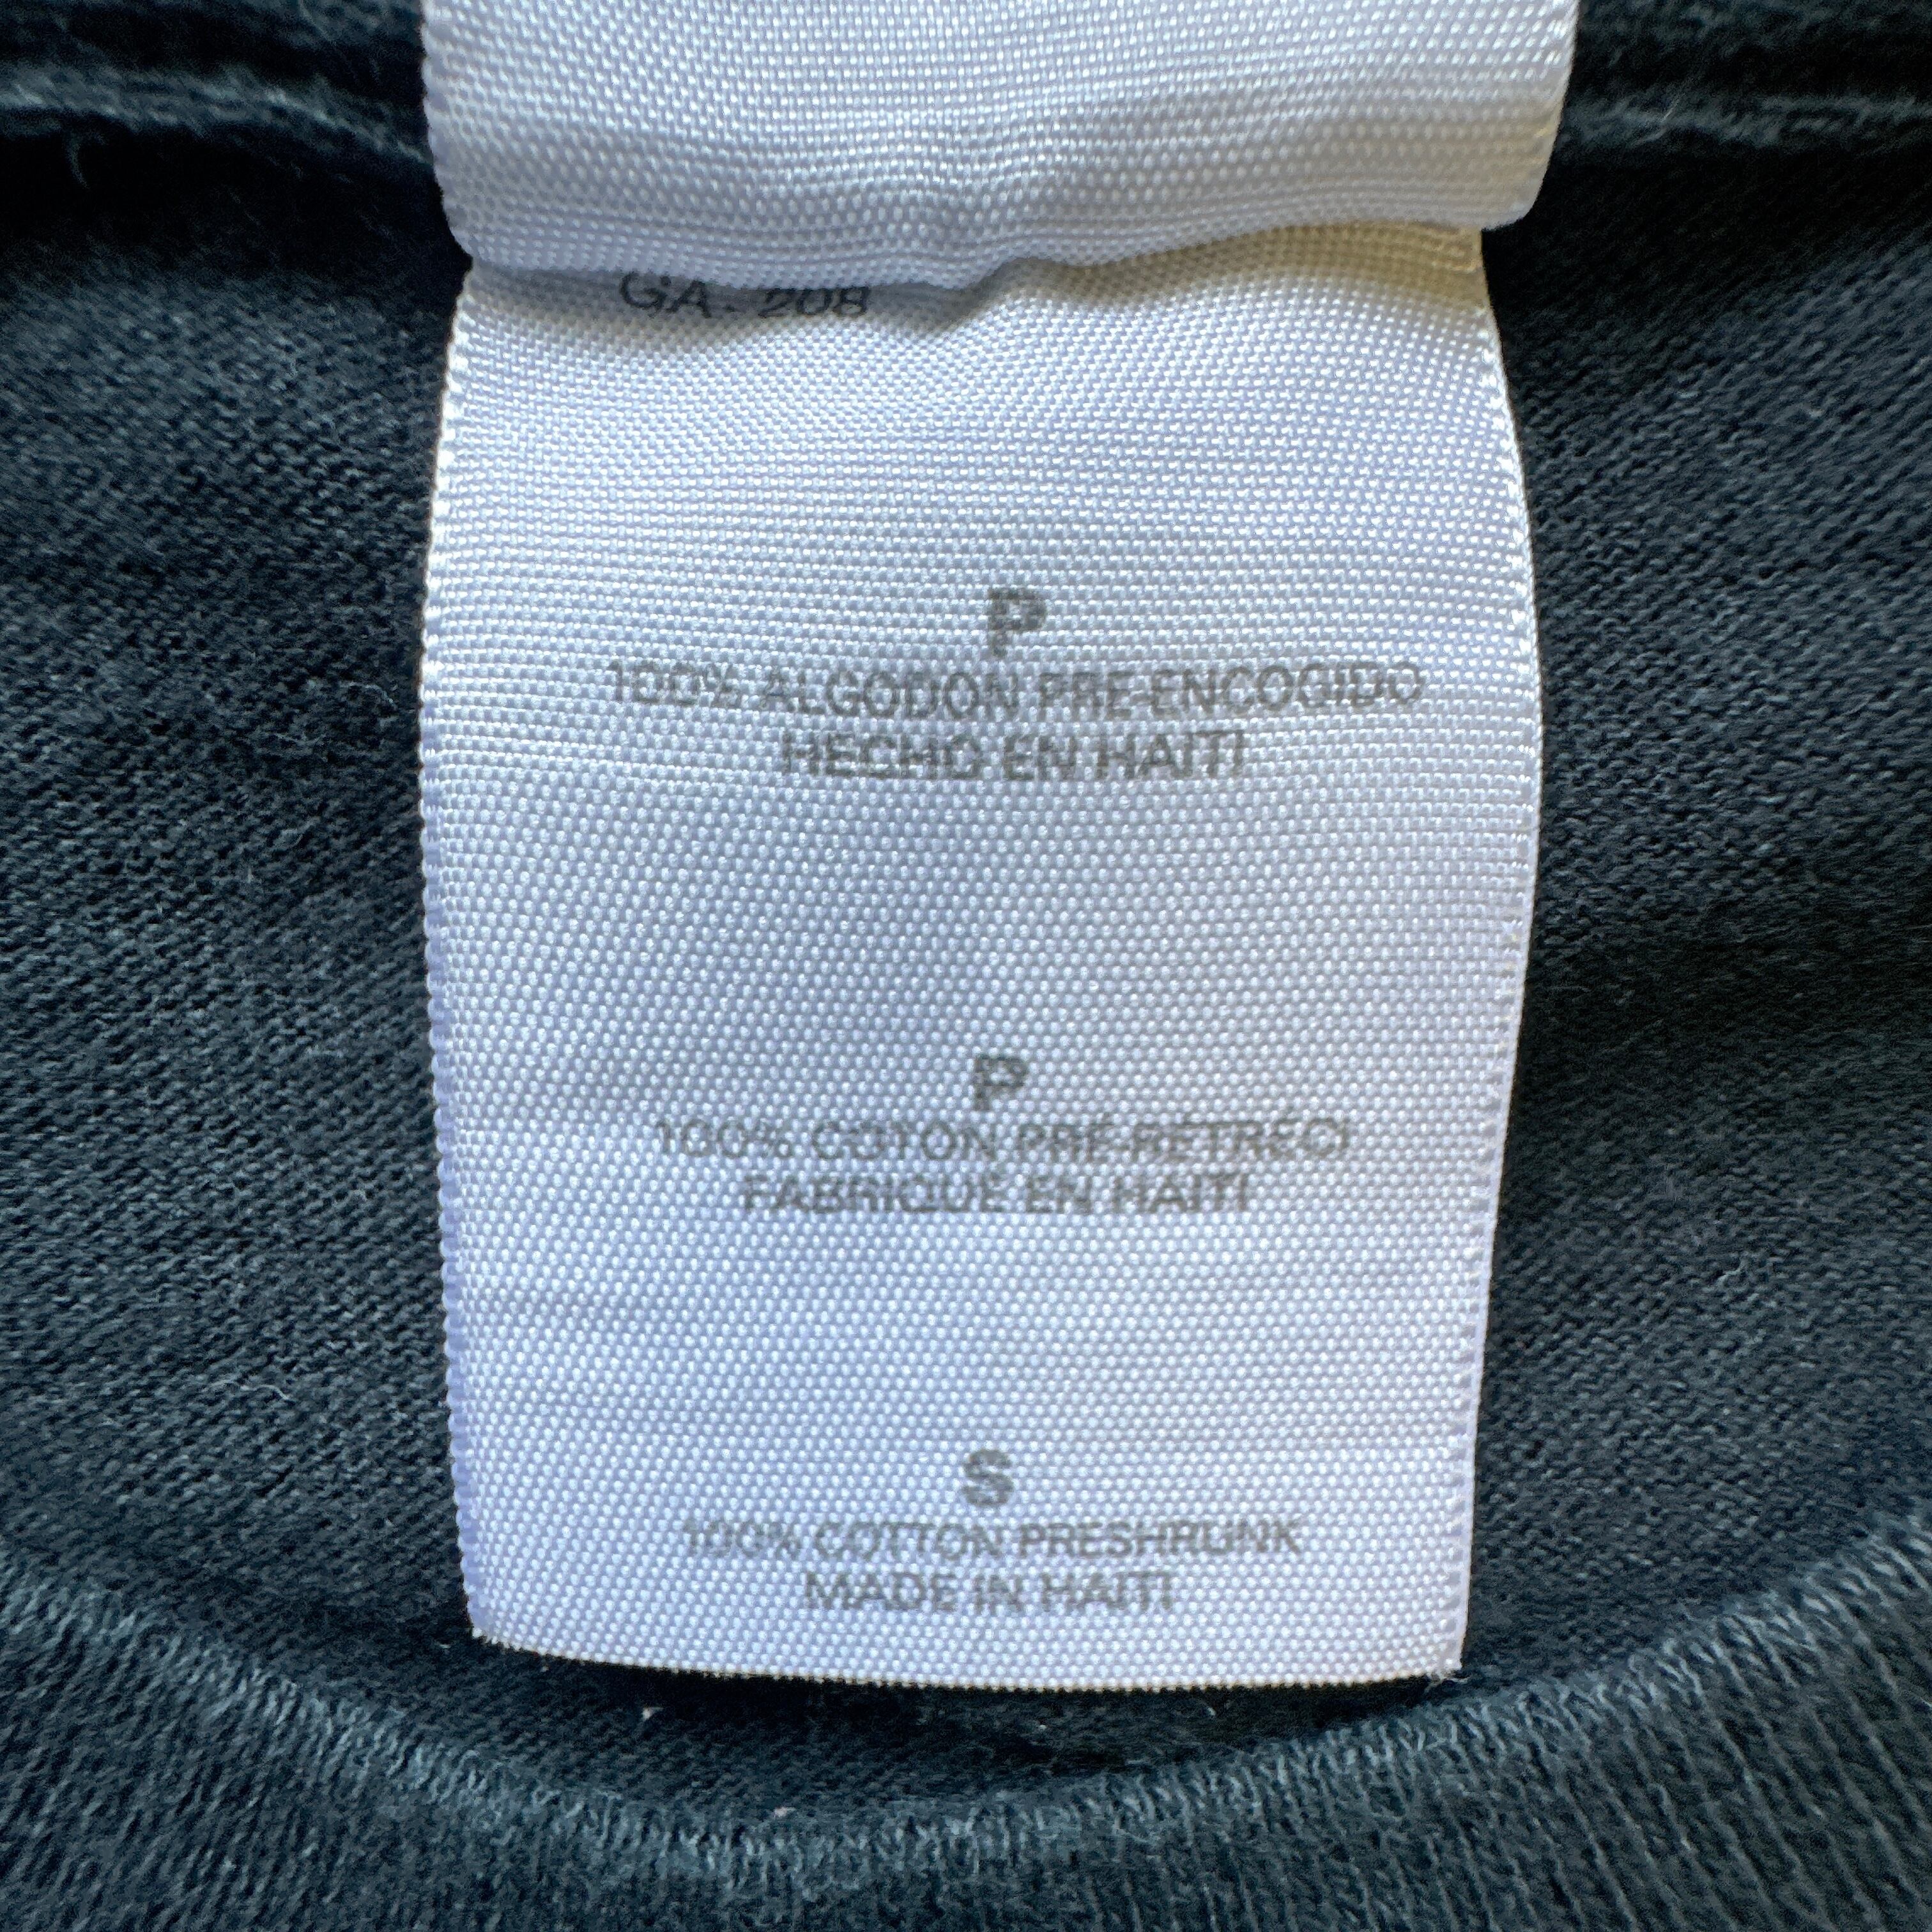 GA - 208
P
100% ALGODON PRE-ENCOGIDO
HECHO EN HAITI
P
100% COTON PRÉ-RÉTRÉCI
FABRIQUÉ EN HAITI
S
100% COTTON PRESHRUNK
MADE IN HAITI